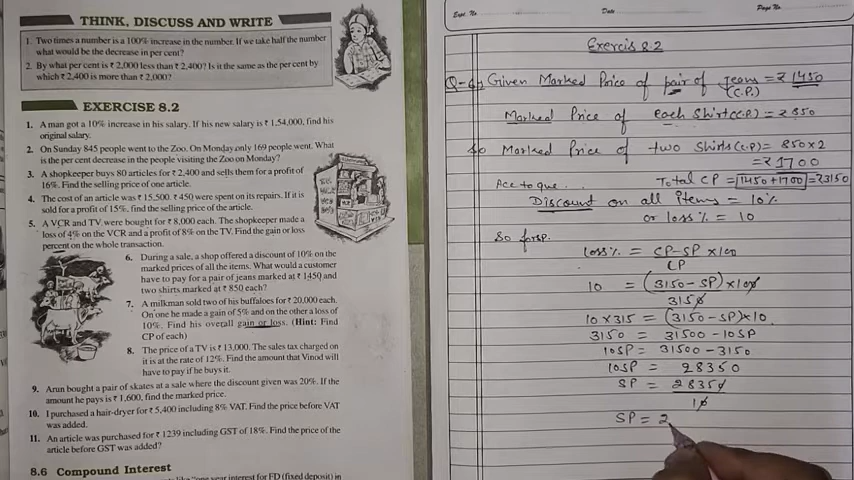 THINK, DISCUSS AND WRITE
1. Two times a number is a 100% increase in the number. If we take half the number
what would be the decrease in per cent?
2. By what per cent is ₹ 2,000 less than ₹ 2,400? Is it the same as the per cent by
which ₹ 2,400 is more than ₹ 2,000?
EXERCISE 8.2
1. A man got a 10% increase in his salary. If his new salary is ₹ 1,54,000, find his
original salary.
2. On Sunday 845 people went to the Zoo. On Monday only 169 people went. What
is the per cent decrease in the people visiting the Zoo on Monday?
3. A shopkeeper buys 80 articles for ₹ 2,400 and sells them for a profit of
16%. Find the selling price of one article.
4. The cost of an article was ₹ 15,500. ₹ 450 were spent on its repairs. If it is
sold for a profit of 15%, find the selling price of the article.
5. A VCR and TV were bought for ₹ 8,000 each. The shopkeeper made a
loss of 4% on the VCR and a profit of 8% on the TV. Find the gain or loss
percent on the whole transaction.
6. During a sale, a shop offered a discount of 10% on the
marked prices of all the items. What would a customer
have to pay for a pair of jeans marked at ₹ 1450 and
two shirts marked at ₹ 850 each?
7. A milkman sold two of his buffaloes for ₹ 20,000 each.
On one he made a gain of 5% and on the other a loss of
10%. Find his overall gain or loss. (Hint: Find
CP of each)
8. The price of a TV is ₹ 13,000. The sales tax charged on
it is at the rate of 12%. Find the amount that Vinod will
have to pay if he buys it.
9. Arun bought a pair of skates at a sale where the discount given was 20%. If the
amount he pays is ₹ 1,600, find the marked price.
10. I purchased a hair-dryer for ₹ 5,400 including 8% VAT. Find the price before VAT
was added.
11. An article was purchased for ₹ 1239 including GST of 18%. Find the price of the
article before GST was added?
8.6 Compound Interest
Expt. No.
Date
Page No.
Exercis 8.2
Q-6) Given Marked Price of pair of Jeans = ₹ 1450
(C.P.)
Marked Price of each Shirt(C.P.) = ₹ 850
So Marked Price of two Shirts(C.P) = 850 x 2
= ₹ 1700
Acc to que... Total CP = 1450+1700 = ₹3150
Discount on all items = 10%
or loss % = 10
So for SP.
loss % = CP-SP x 100
CP
10 = (3150 - SP) x 100
3150
10 x 315 = (3150 - SP) x 10
3150 = 31500 - 10SP
10SP = 31500 - 3150
10SP = 28350
SP = 28350
10
SP = 2